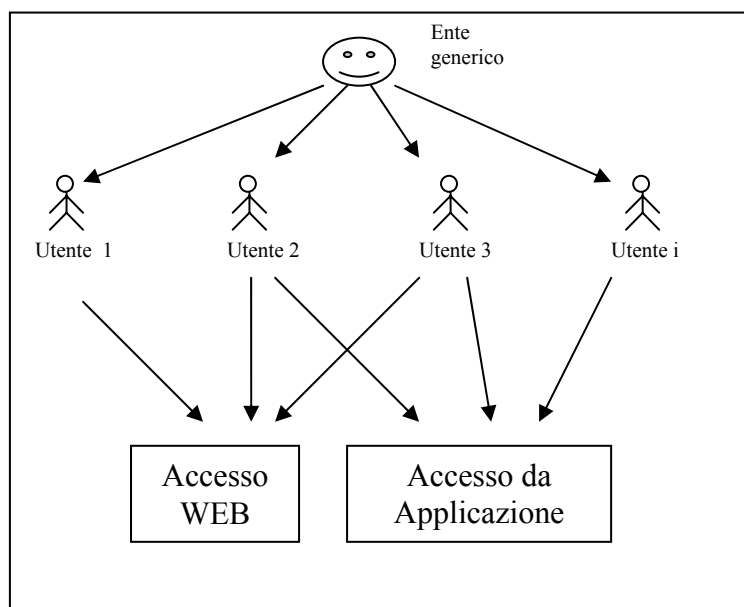 Ente
generico
Utente 1
Utente 2
Utente 3
Utente i
Accesso
WEB
Accesso da
Applicazione